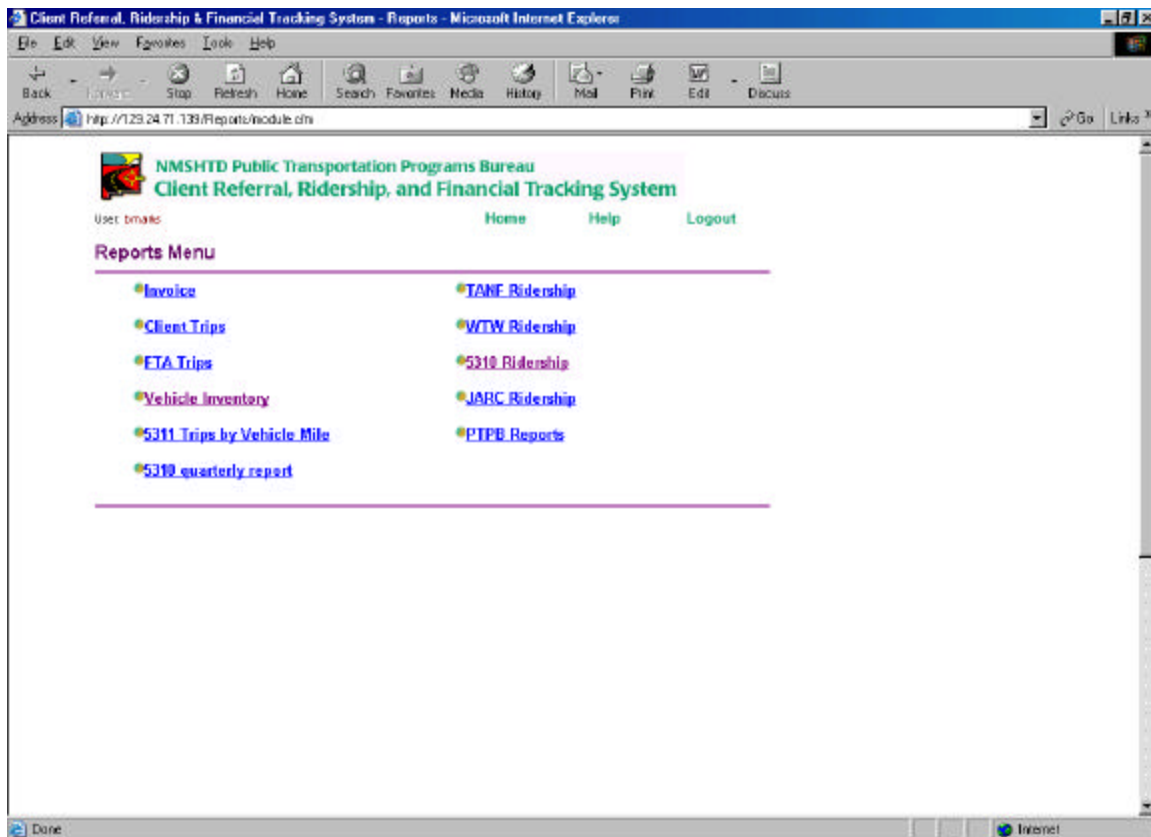 Client Referral, Ridership & Financial Tracking System - Reports - Microsoft Internet Explorer
File Edit View Favorites Tools Help
Back Forward Stop Refresh Home Search Favorites Media History Mail Print Edit Discuss
Address http://129.24.71.139/Reports/module.cfm Go Links
NMSHTD Public Transportation Programs Bureau
Client Referral, Ridership, and Financial Tracking System
User: Home Help Logout
Reports Menu
Invoice TANF Ridership
Client Trips WTW Ridership
FTA Trips 5310 Ridership
Vehicle Inventory JARC Ridership
5311 Trips by Vehicle Mile PTPB Reports
5310 quarterly report
Done Internet